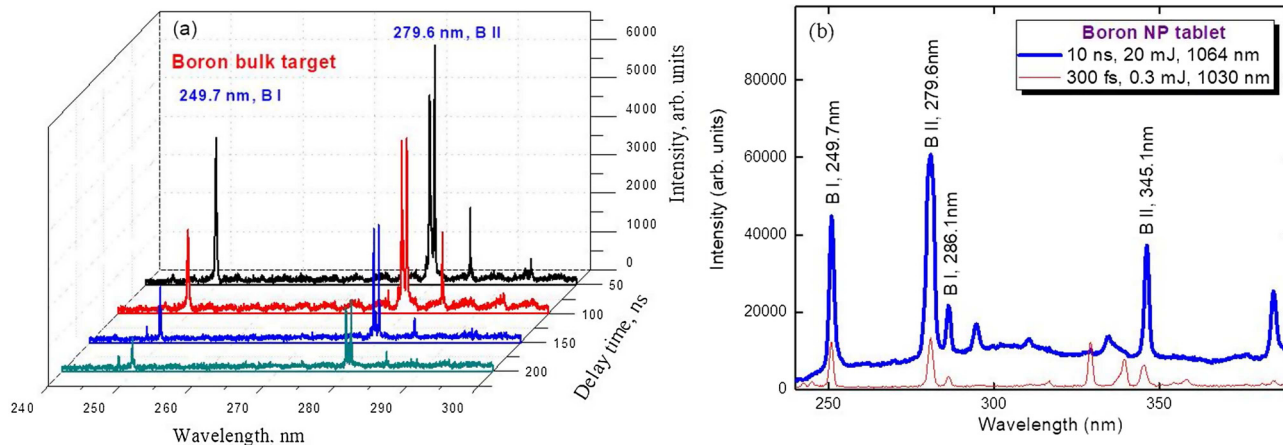 (a)
279.6 nm, B II
Boron bulk target
249.7 nm, B I
6000
5000
4000
3000
2000
1000
0
50
100
150
200
Intensity, arb. units
Delay time, ns
240
250
260
270
280
290
300
Wavelength, nm
(b)
Boron NP tablet
10 ns, 20 mJ, 1064 nm
300 fs, 0.3 mJ, 1030 nm
80000
60000
40000
20000
0
Intensity (arb. units)
B I, 249.7nm
B II, 279.6nm
B I, 286.1nm
B II, 345.1nm
250
300
350
Wavelength (nm)